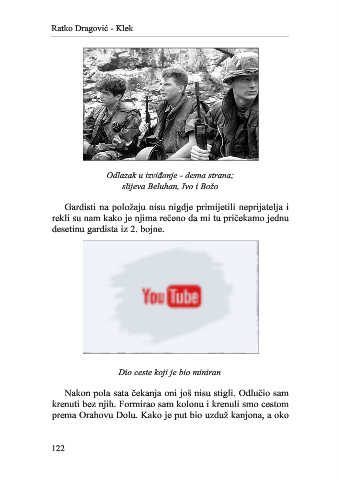 Ratko Dragović - Klek
Odlazak u izviđanje - desna strana;
slijeva Beluhan, Ivo i Božo
Gardisti na položaju nisu nigdje primijetili neprijatelja i
rekli su nam kako je njima rečeno da mi tu pričekamo jednu
desetinu gardista iz 2. bojne.
YouTube
Dio ceste koji je bio miniran
Nakon pola sata čekanja oni još nisu stigli. Odlučio sam
krenuti bez njih. Formirao sam kolonu i krenuli smo cestom
prema Orahovu Dolu. Kako je put bio uzduž kanjona, a oko
122